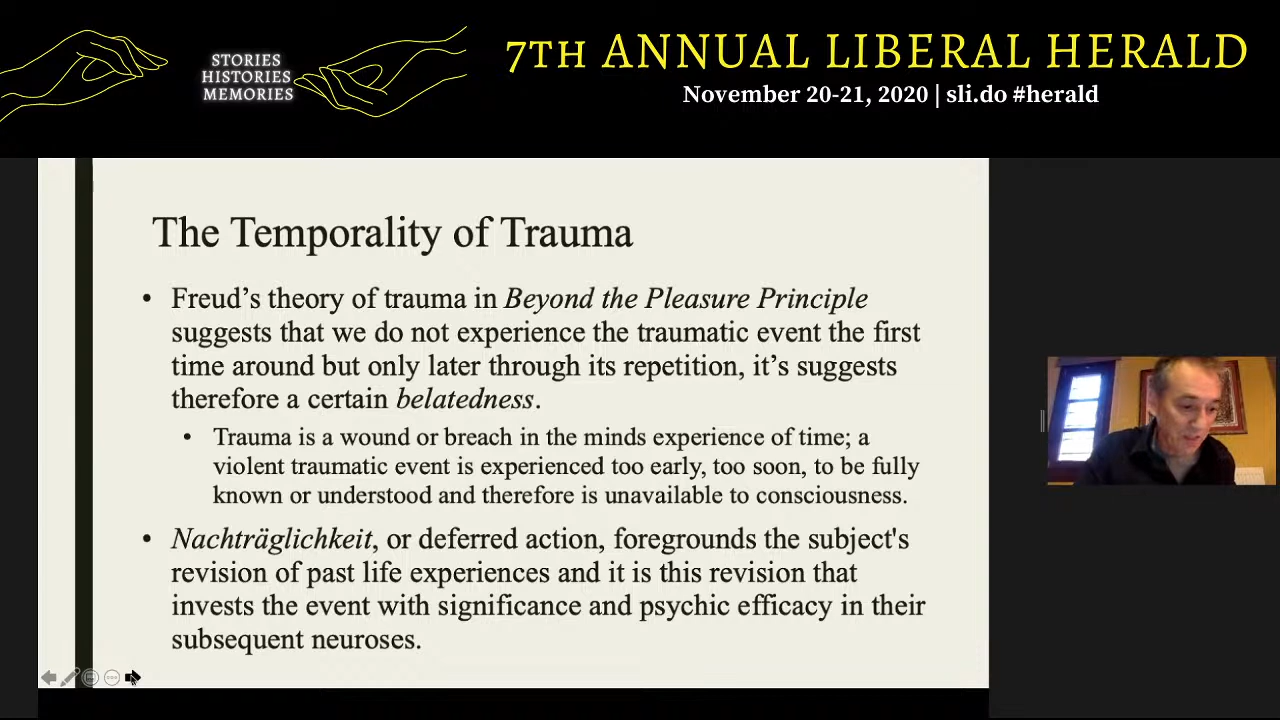 STORIES
HISTORIES
MEMORIES
7TH ANNUAL LIBERAL HERALD
November 20-21, 2020 | sli.do #herald
The Temporality of Trauma
• Freud’s theory of trauma in Beyond the Pleasure Principle
suggests that we do not experience the traumatic event the first
time around but only later through its repetition, it’s suggests
therefore a certain belatedness.
• Trauma is a wound or breach in the minds experience of time; a
violent traumatic event is experienced too early, too soon, to be fully
known or understood and therefore is unavailable to consciousness.
• Nachträglichkeit, or deferred action, foregrounds the subject's
revision of past life experiences and it is this revision that
invests the event with significance and psychic efficacy in their
subsequent neuroses.